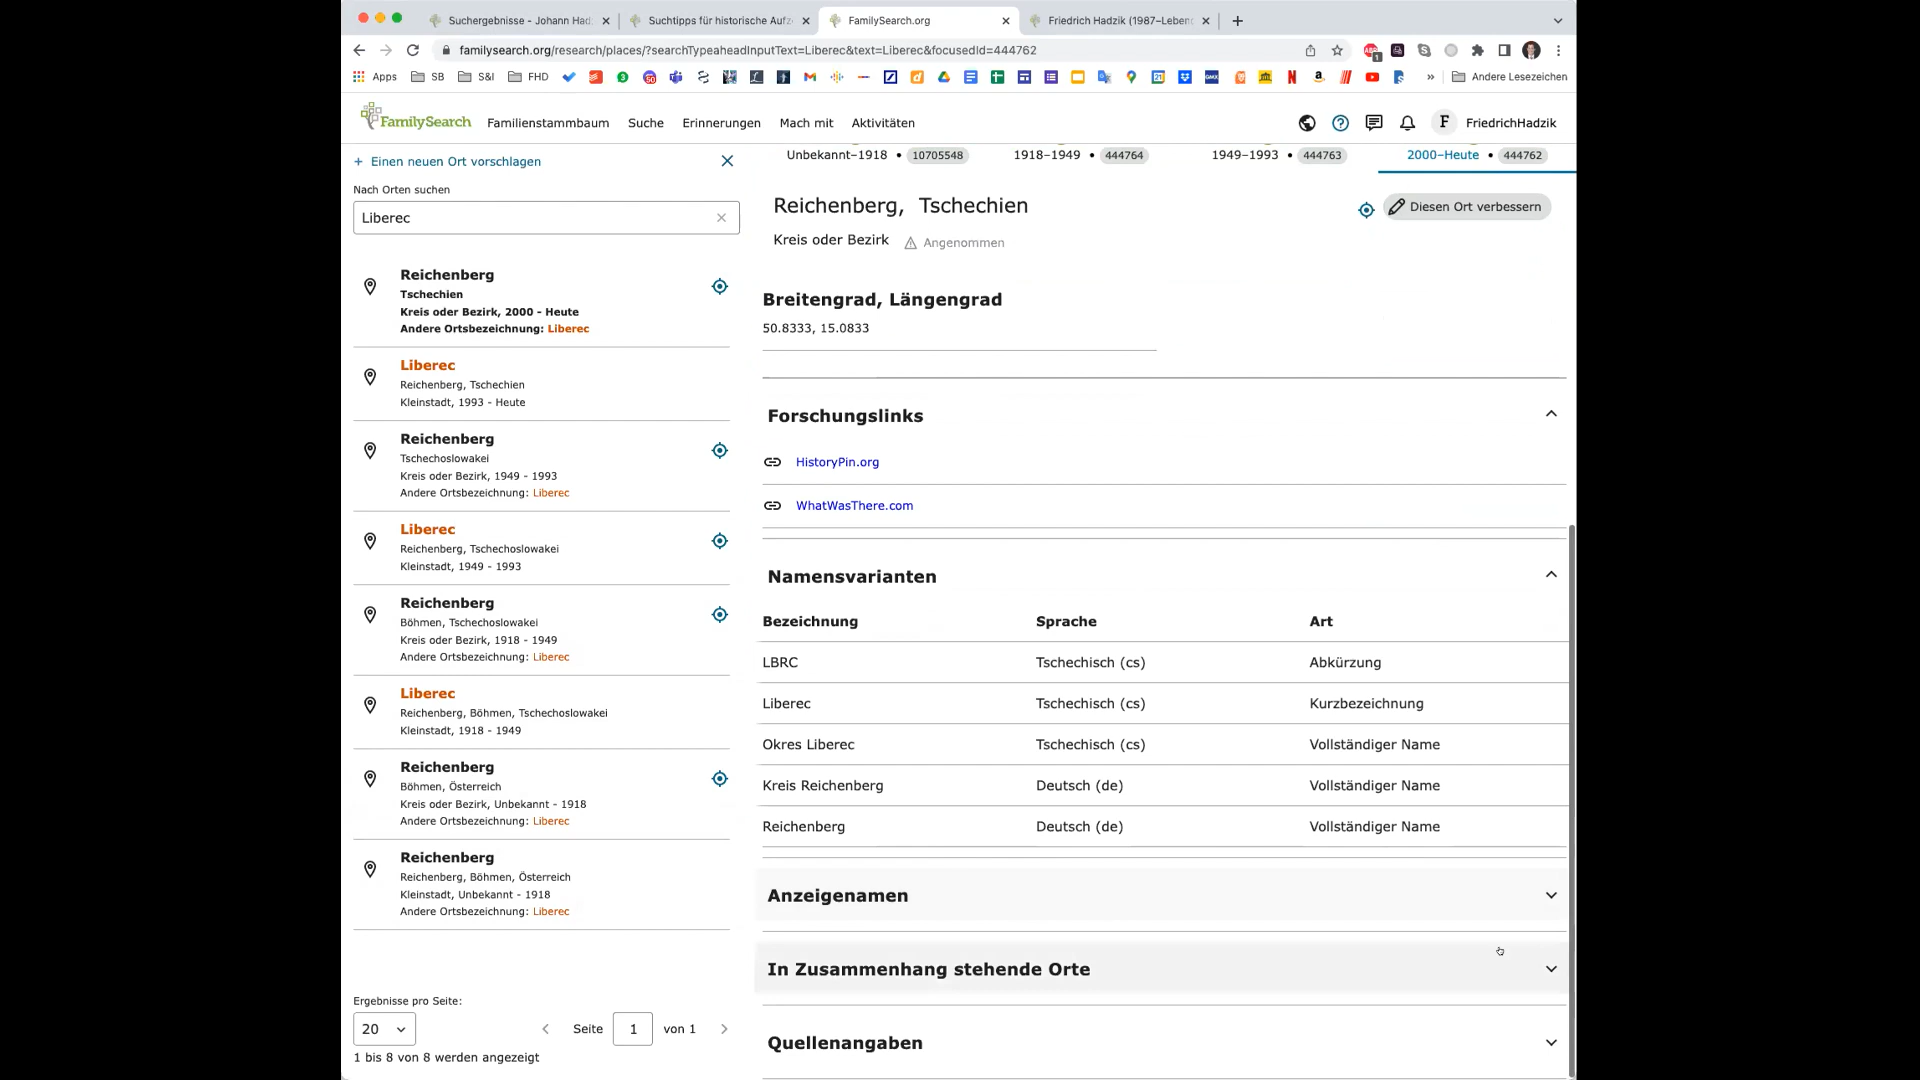 Suchergebnisse - Johann Had
Suchtipps für historische Aufz
FamilySearch.org
Friedrich Hadzik (1987–Lebend
familysearch.org/research/places/?searchTypeaheadInputText=Liberec&text=Liberec&focusedId=444762
Apps
SB
S&I
FHD
Andere Lesezeichen
FamilySearch
Familienstammbaum
Suche
Erinnerungen
Mach mit
Aktivitäten
F
FriedrichHadzik
+ Einen neuen Ort vorschlagen
Nach Orten suchen
Liberec
Reichenberg
Tschechien
Kreis oder Bezirk, 2000 - Heute
Andere Ortsbezeichnung: Liberec
Liberec
Reichenberg, Tschechien
Kleinstadt, 1993 - Heute
Reichenberg
Tschechoslowakei
Kreis oder Bezirk, 1949 - 1993
Andere Ortsbezeichnung: Liberec
Liberec
Reichenberg, Tschechoslowakei
Kleinstadt, 1949 - 1993
Reichenberg
Böhmen, Tschechoslowakei
Kreis oder Bezirk, 1918 - 1949
Andere Ortsbezeichnung: Liberec
Liberec
Reichenberg, Böhmen, Tschechoslowakei
Kleinstadt, 1918 - 1949
Reichenberg
Böhmen, Österreich
Kreis oder Bezirk, Unbekannt - 1918
Andere Ortsbezeichnung: Liberec
Reichenberg
Reichenberg, Böhmen, Österreich
Kleinstadt, Unbekannt - 1918
Andere Ortsbezeichnung: Liberec
Ergebnisse pro Seite:
20
Seite 1 von 1
1 bis 8 von 8 werden angezeigt
Unbekannt–1918 • 10705548
1918–1949 • 444764
1949–1993 • 444763
2000–Heute • 444762
Reichenberg, Tschechien
Diesen Ort verbessern
Kreis oder Bezirk
Angenommen
Breitengrad, Längengrad
50.8333, 15.0833
Forschungslinks
HistoryPin.org
WhatWasThere.com
Namensvarianten
Bezeichnung Sprache Art
LBRC Tschechisch (cs) Abkürzung
Liberec Tschechisch (cs) Kurzbezeichnung
Okres Liberec Tschechisch (cs) Vollständiger Name
Kreis Reichenberg Deutsch (de) Vollständiger Name
Reichenberg Deutsch (de) Vollständiger Name
Anzeigenamen
In Zusammenhang stehende Orte
Quellenangaben